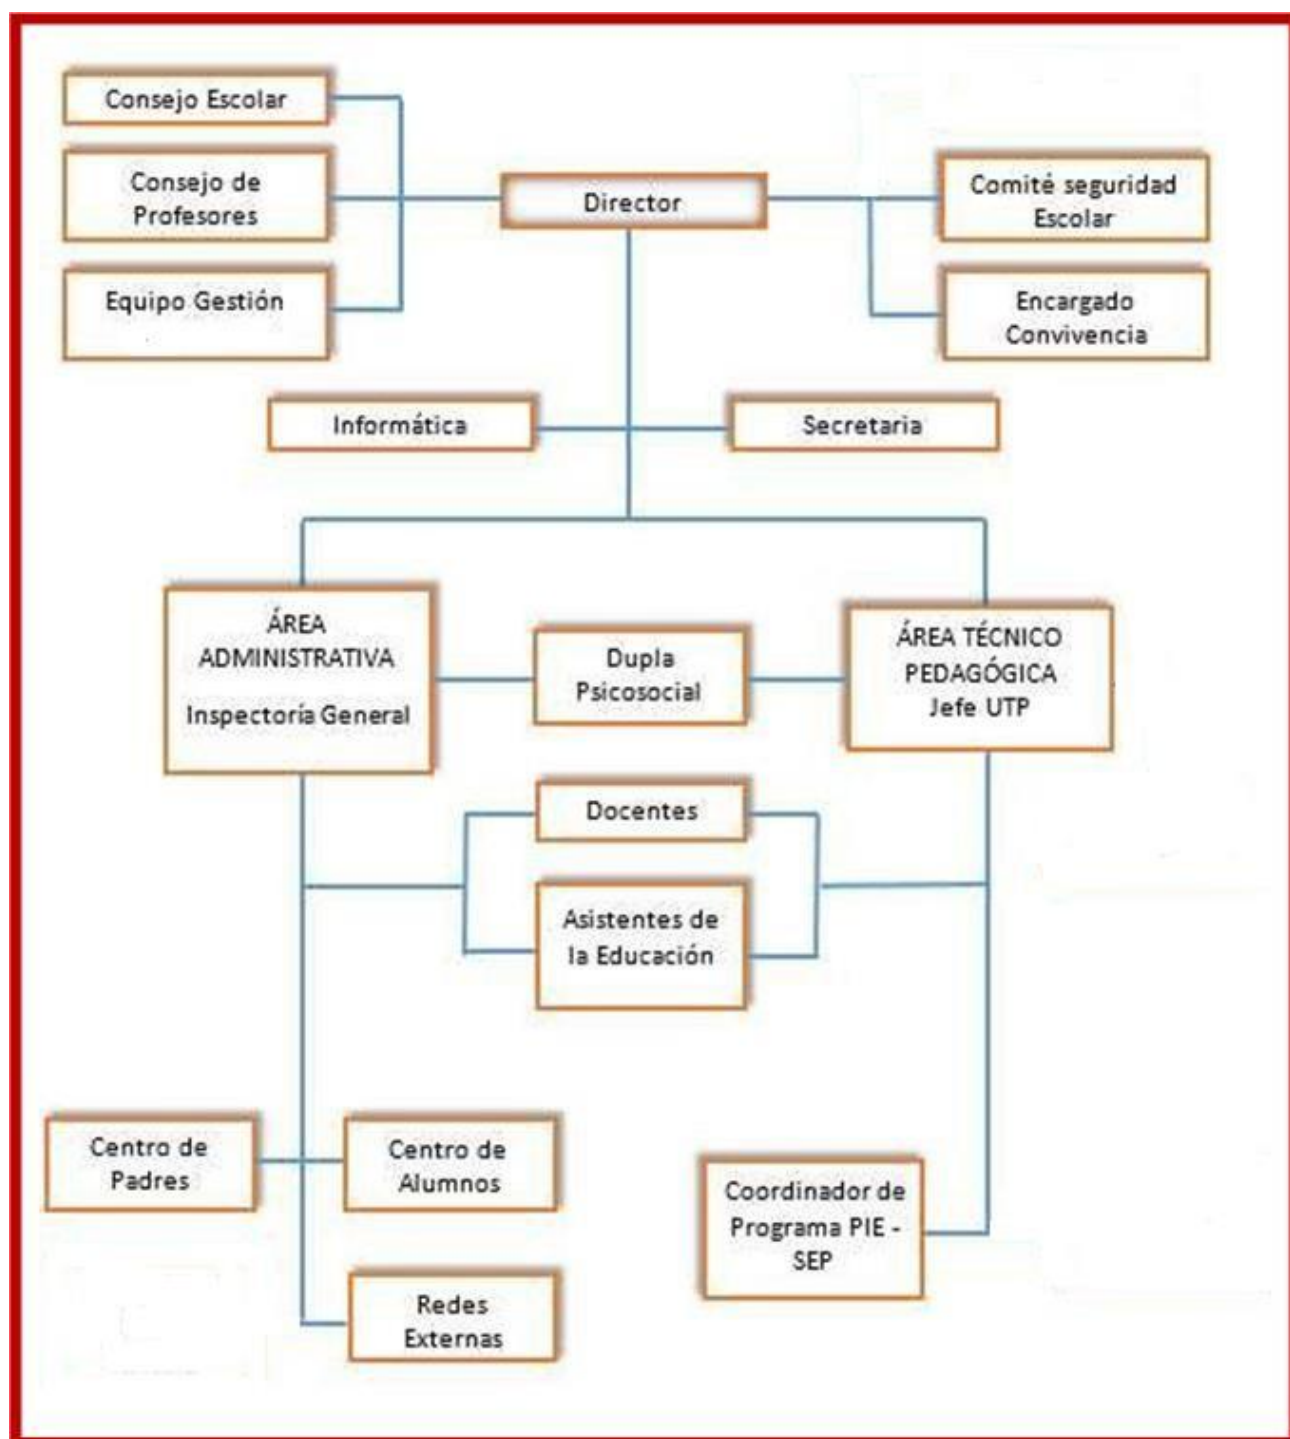 Consejo Escolar
Consejo de
Profesores
Equipo Gestión
Director
Comité seguridad
Escolar
Encargado
Convivencia
Informática
Secretaria
ÁREA
ADMINISTRATIVA
Inspectoría General
Dupla
Psicosocial
ÁREA TÉCNICO
PEDAGÓGICA
Jefe UTP
Docentes
Asistentes de
la Educación
Centro de
Padres
Centro de
Alumnos
Coordinador de
Programa PIE -
SEP
Redes
Externas